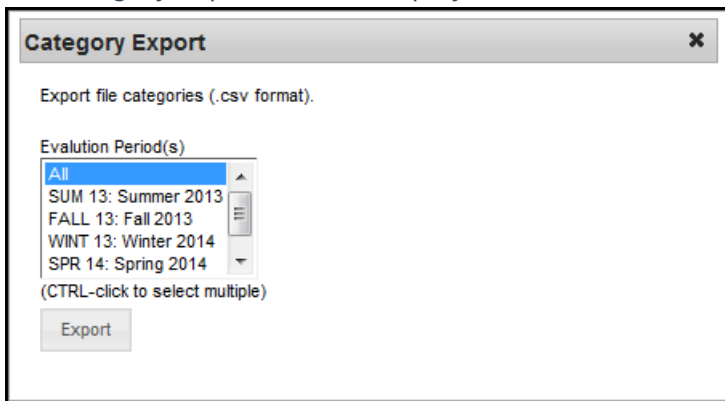 Category Export
Export file categories (.csv format).
Evalution Period(s)
All
SUM 13: Summer 2013
FALL 13: Fall 2013
WINT 13: Winter 2014
SPR 14: Spring 2014
(CTRL-click to select multiple)
Export